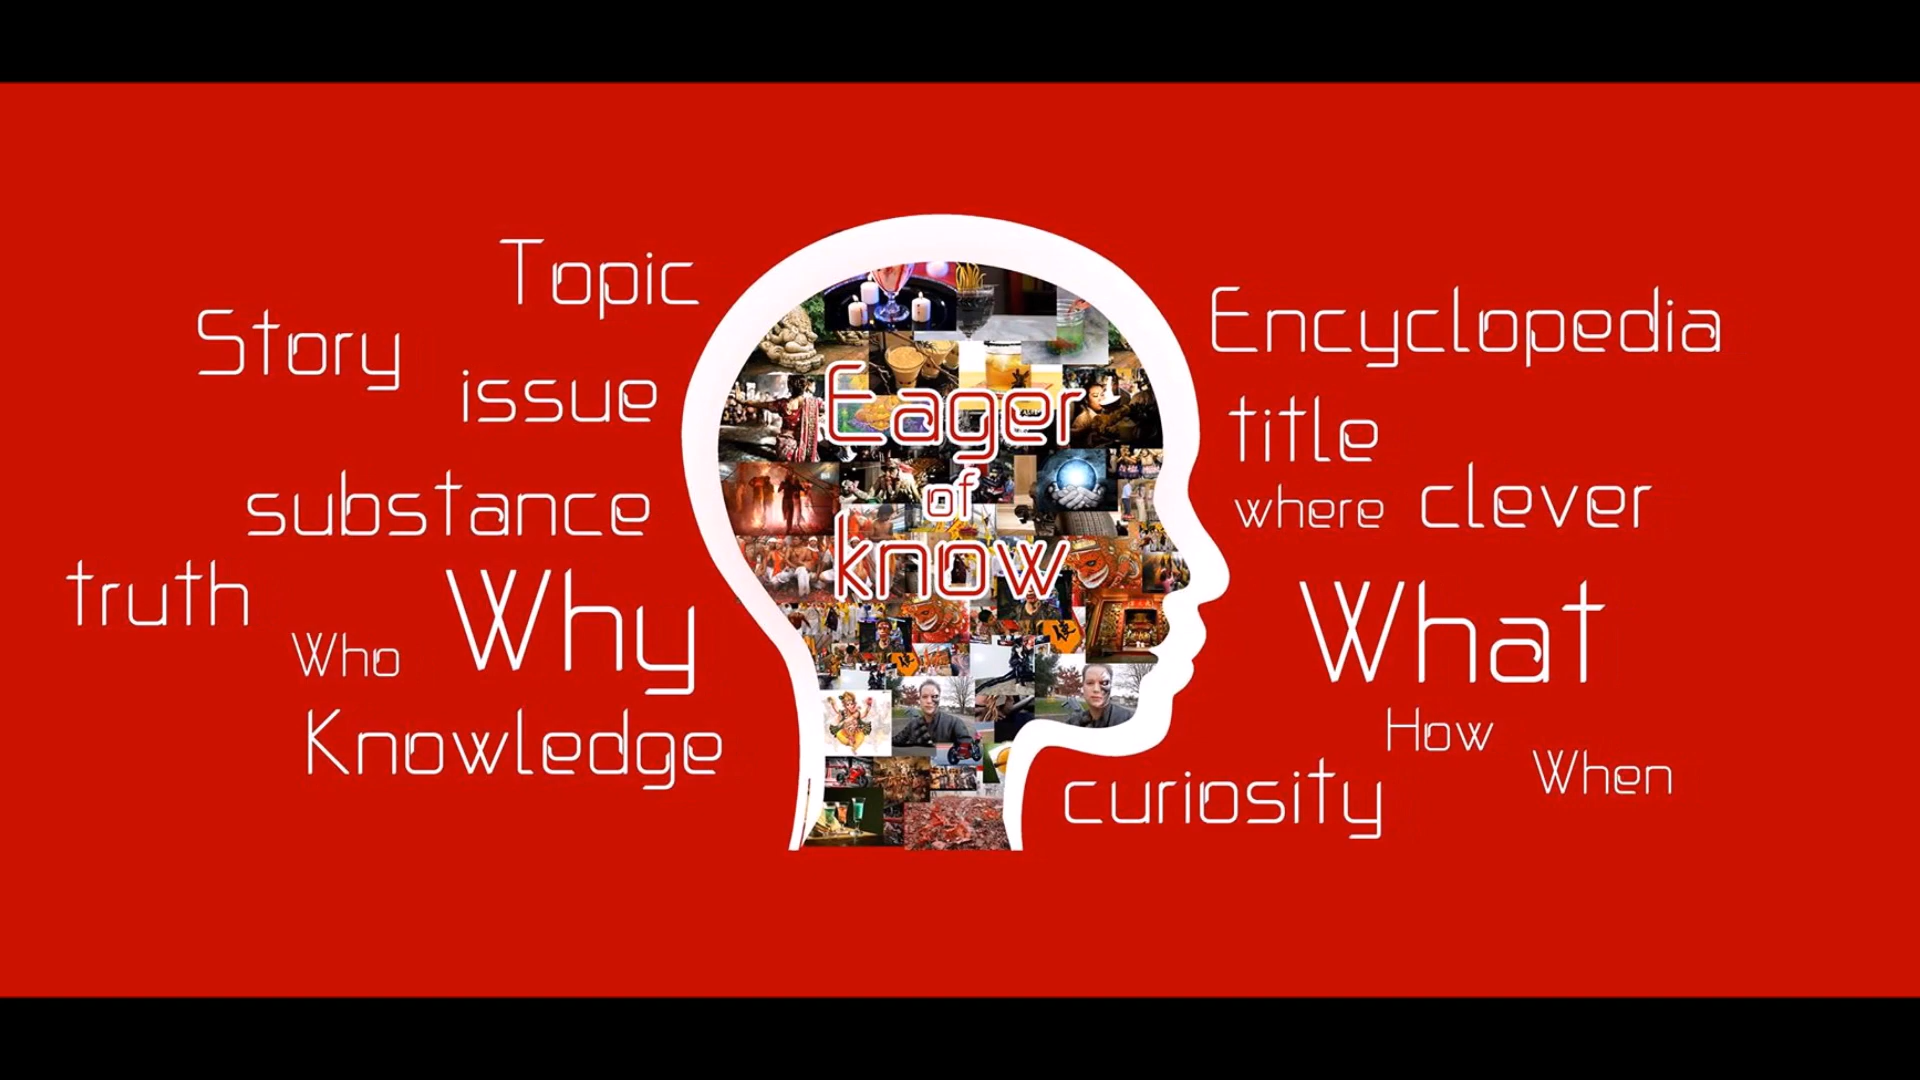 Topic
Story
issue
substance
truth
Who
Why
Knowledge
Eager
of
know
Encyclopedia
title
where
clever
What
How
When
curiosity